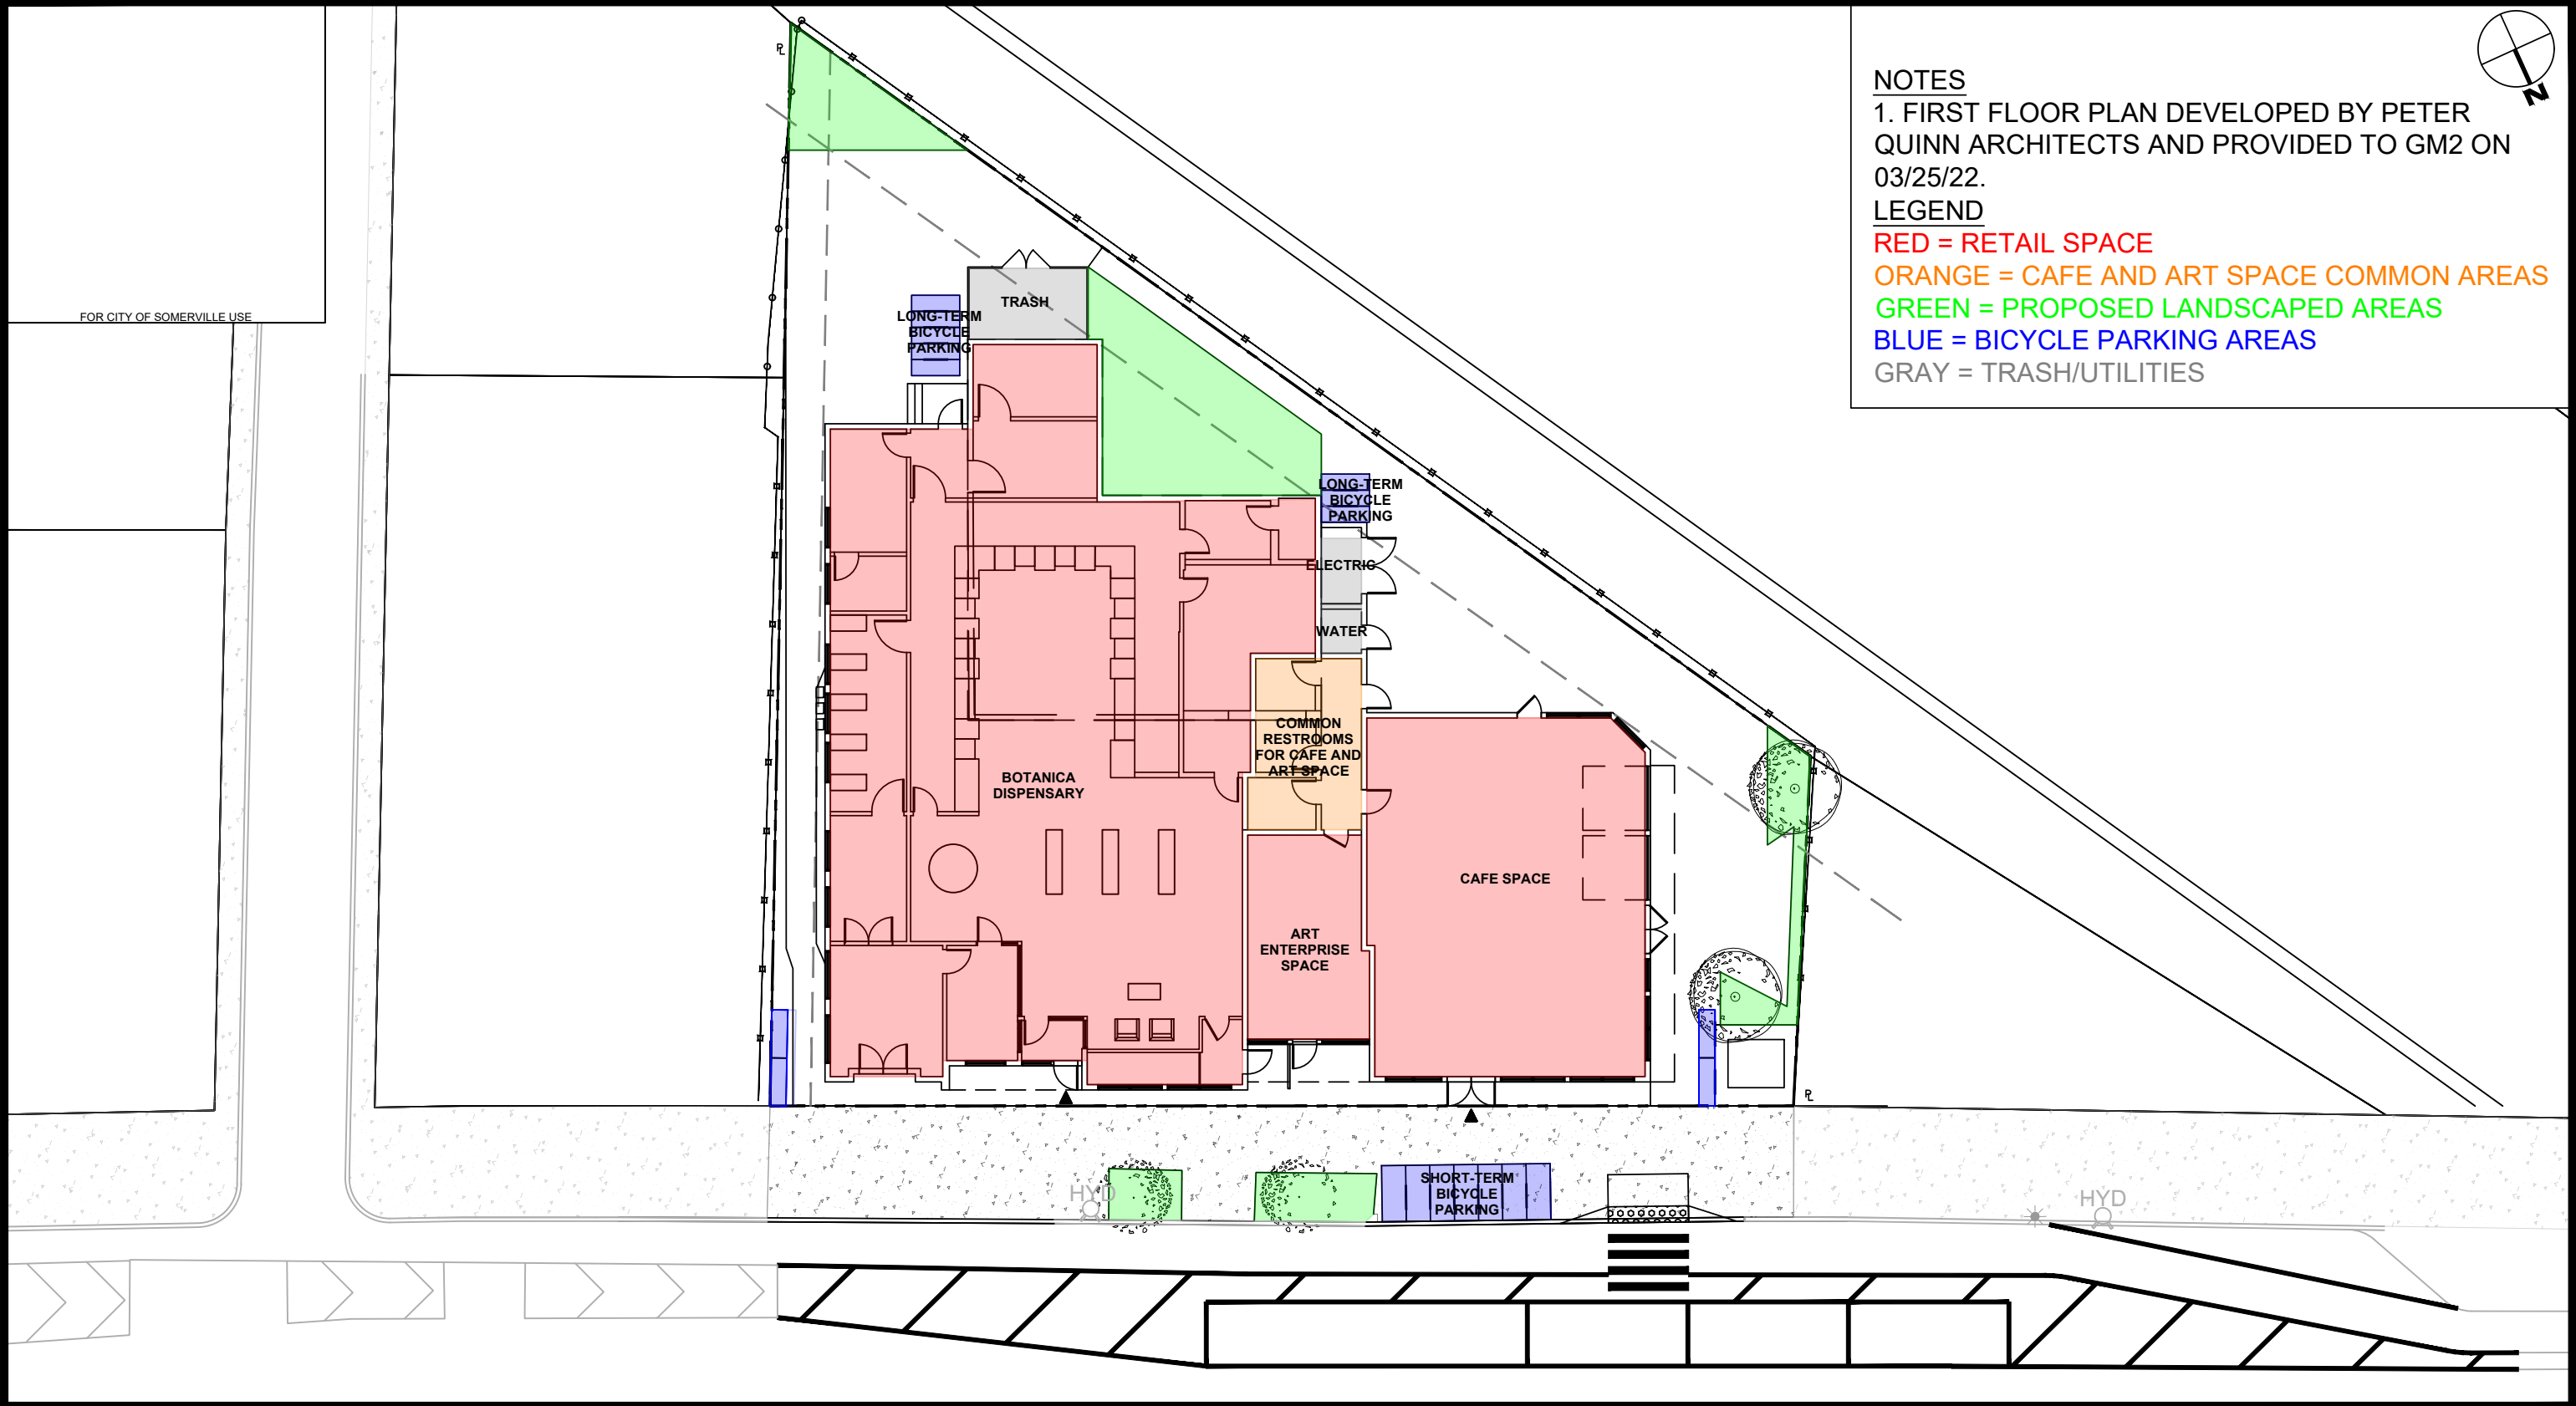 NOTES
1. FIRST FLOOR PLAN DEVELOPED BY PETER
QUINN ARCHITECTS AND PROVIDED TO GM2 ON
03/25/22.
LEGEND
RED = RETAIL SPACE
ORANGE = CAFE AND ART SPACE COMMON AREAS
GREEN = PROPOSED LANDSCAPED AREAS
BLUE = BICYCLE PARKING AREAS
GRAY = TRASH/UTILITIES
N
PL
FOR CITY OF SOMERVILLE USE
TRASH
LONG-TERM
BICYCLE
PARKING
LONG-TERM
BICYCLE
PARKING
ELECTRIC
WATER
COMMON
RESTROOMS
FOR CAFE AND
ART SPACE
BOTANICA
DISPENSARY
CAFE SPACE
ART
ENTERPRISE
SPACE
PL
SHORT-TERM
BICYCLE
PARKING
HYD
HYD